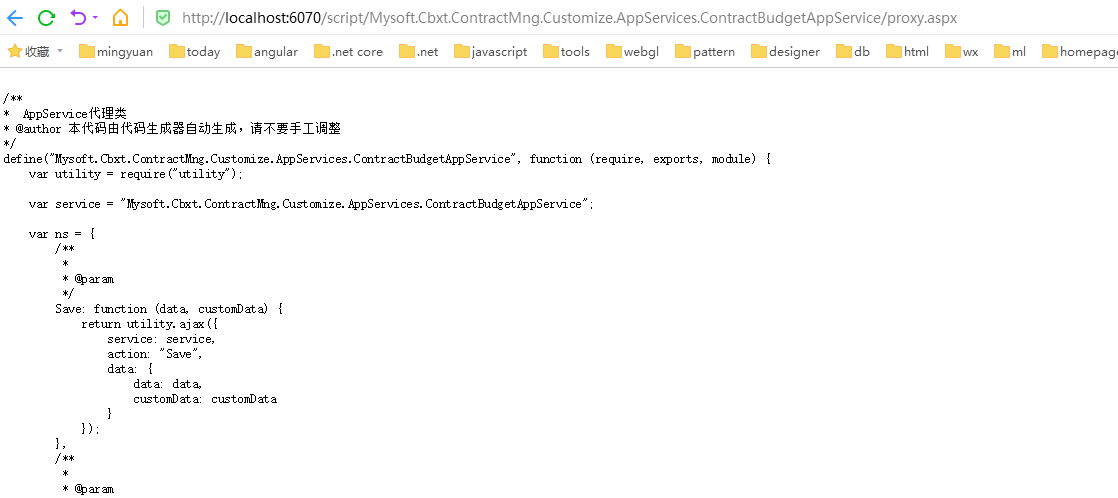 http://localhost:6070/script/Mysoft.Cbxt.ContractMng.Customize.AppServices.ContractBudgetAppService/proxy.aspx
收藏 mingyuan today angular .net core .net javascript tools webgl pattern designer db html wx ml homepag
/**
*  AppService代理类
* @author 本代码由代码生成器自动生成，请不要手工调整
*/
define("Mysoft.Cbxt.ContractMng.Customize.AppServices.ContractBudgetAppService", function (require, exports, module) {
    var utility = require("utility");
    var service = "Mysoft.Cbxt.ContractMng.Customize.AppServices.ContractBudgetAppService";
    var ns = {
        /**
         *
         * @param
         */
        Save: function (data, customData) {
            return utility.ajax({
                service: service,
                action: "Save",
                data: {
                    data: data,
                    customData: customData
                }
            });
        },
        /**
         *
         * @param